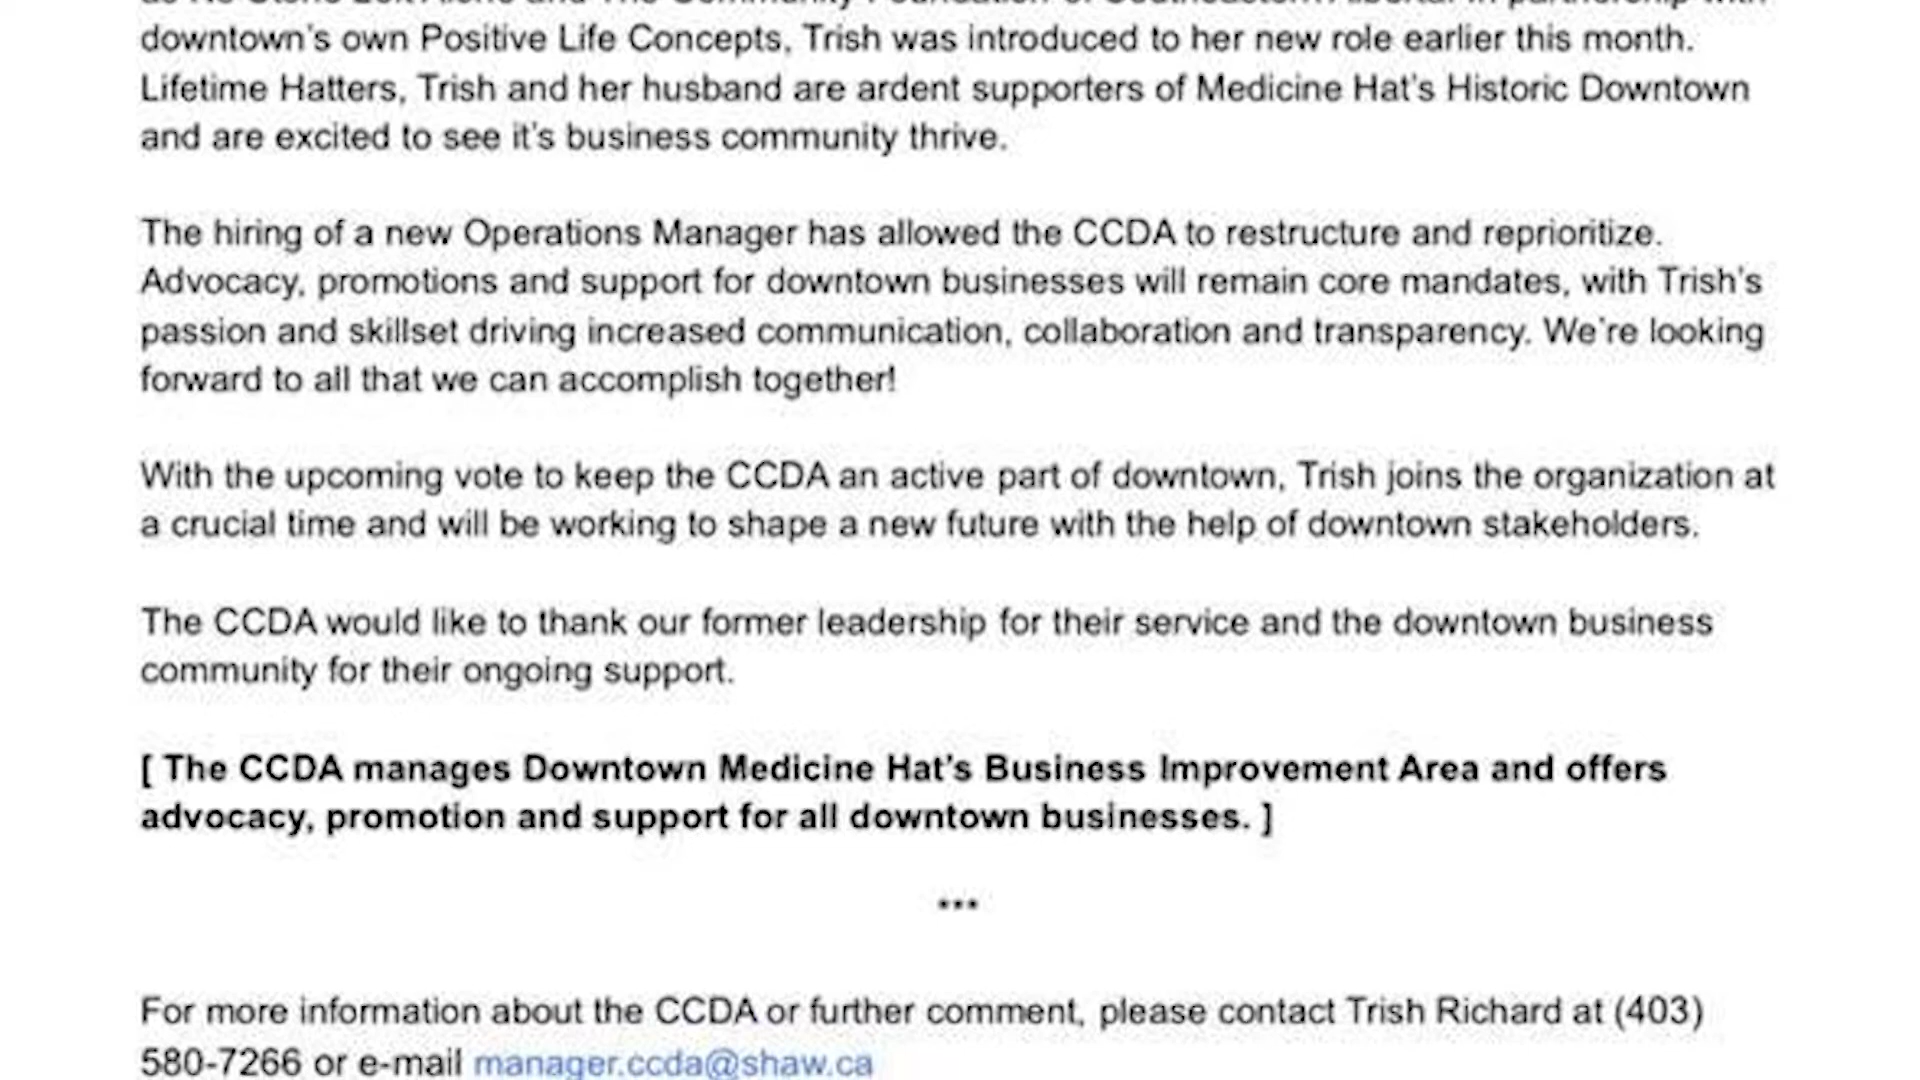 downtown's own Positive Life Concepts, Trish was introduced to her new role earlier this month.
Lifetime Hatters, Trish and her husband are ardent supporters of Medicine Hat's Historic Downtown
and are excited to see it's business community thrive.
The hiring of a new Operations Manager has allowed the CCDA to restructure and reprioritize.
Advocacy, promotions and support for downtown businesses will remain core mandates, with Trish's
passion and skillset driving increased communication, collaboration and transparency. We're looking
forward to all that we can accomplish together!
With the upcoming vote to keep the CCDA an active part of downtown, Trish joins the organization at
a crucial time and will be working to shape a new future with the help of downtown stakeholders.
The CCDA would like to thank our former leadership for their service and the downtown business
community for their ongoing support.
[ The CCDA manages Downtown Medicine Hat's Business Improvement Area and offers
advocacy, promotion and support for all downtown businesses. ]
***
For more information about the CCDA or further comment, please contact Trish Richard at (403)
580-7266 or e-mail manager.ccda@shaw.ca